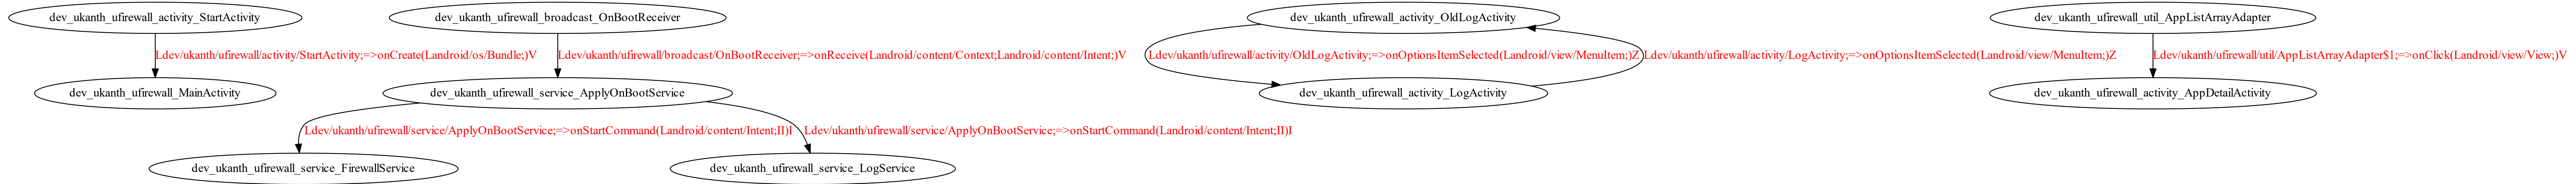 dev_ukanth_ufirewall_activity_StartActivity
dev_ukanth_ufirewall_broadcast_OnBootReceiver
dev_ukanth_ufirewall_activity_OldLogActivity
dev_ukanth_ufirewall_util_AppListArrayAdapter
Ldev/ukanth/ufirewall/activity/StartActivity;=>onCreate(Landroid/os/Bundle;)V
Ldev/ukanth/ufirewall/broadcast/OnBootReceiver;=>onReceive(Landroid/content/Context;Landroid/content/Intent;)V
Ldev/ukanth/ufirewall/activity/OldLogActivity;=>onOptionsItemSelected(Landroid/view/MenuItem;)Z
Ldev/ukanth/ufirewall/activity/LogActivity;=>onOptionsItemSelected(Landroid/view/MenuItem;)Z
Ldev/ukanth/ufirewall/util/AppListArrayAdapter$1;=>onClick(Landroid/view/View;)V
dev_ukanth_ufirewall_MainActivity
dev_ukanth_ufirewall_service_ApplyOnBootService
dev_ukanth_ufirewall_activity_LogActivity
dev_ukanth_ufirewall_activity_AppDetailActivity
Ldev/ukanth/ufirewall/service/ApplyOnBootService;=>onStartCommand(Landroid/content/Intent;II)I
Ldev/ukanth/ufirewall/service/ApplyOnBootService;=>onStartCommand(Landroid/content/Intent;II)I
dev_ukanth_ufirewall_service_FirewallService
dev_ukanth_ufirewall_service_LogService